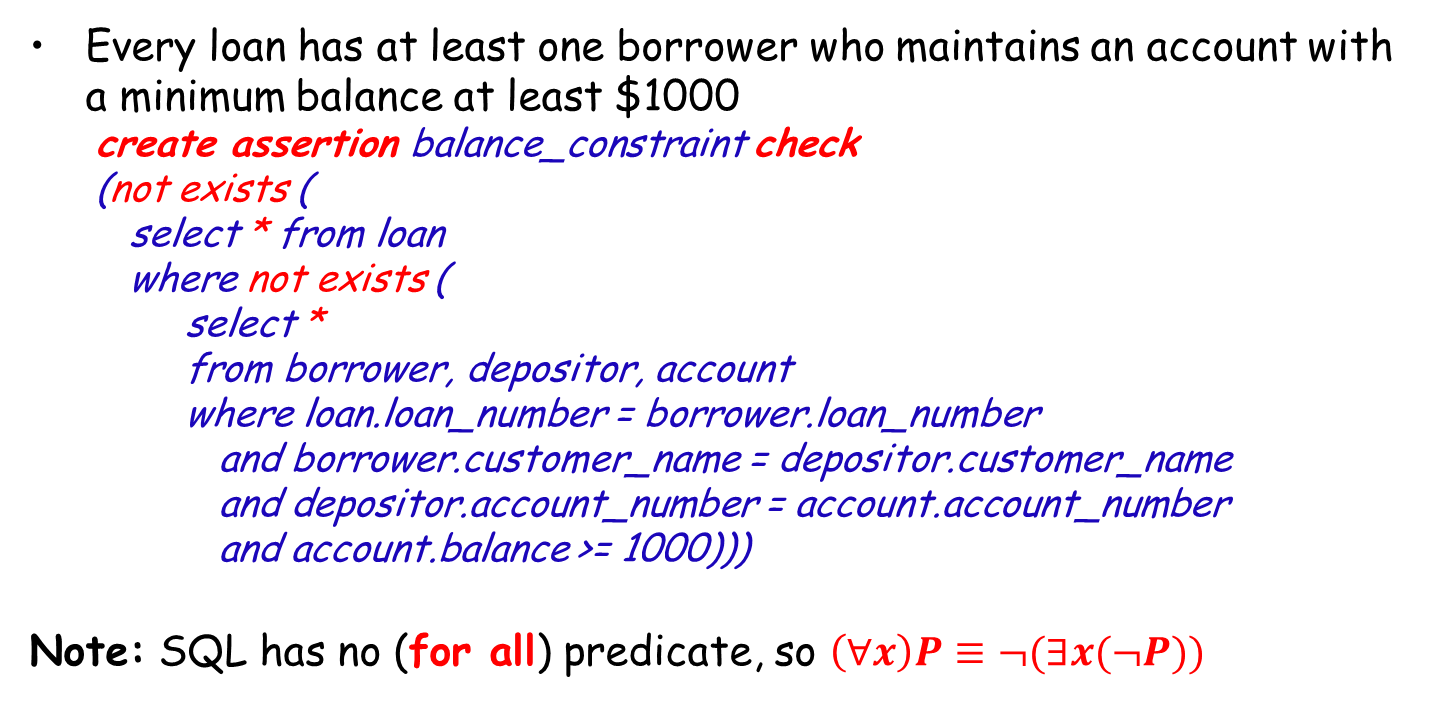 • Every loan has at least one borrower who maintains an account with
a minimum balance at least $1000
create assertion balance_constraint check
(not exists (
select * from loan
where not exists (
select *
from borrower, depositor, account
where loan.loan_number = borrower.loan_number
and borrower.customer_name = depositor.customer_name
and depositor.account_number = account.account_number
and account.balance >= 1000)))
Note: SQL has no (for all) predicate, so (∀x)P ≡ ¬(∃x(¬P))